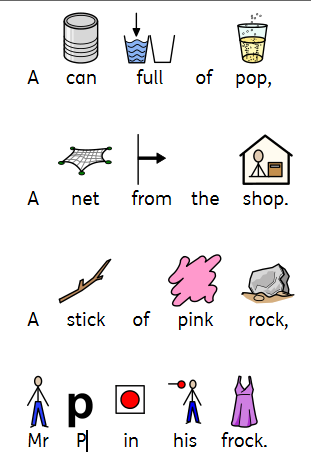 A can full of pop,
A net from the shop.
A stick of pink rock,
p
Mr P in his frock.